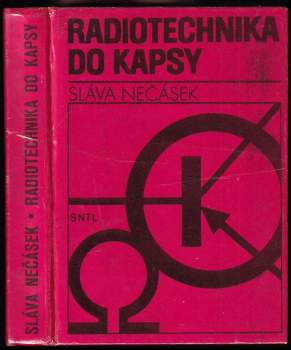 RADIOTECHNIKA
DO KAPSY
SLÁVA NEČÁSEK
SNTL
SLÁVA NEČÁSEK • RADIOTECHNIKA DO KAPSY